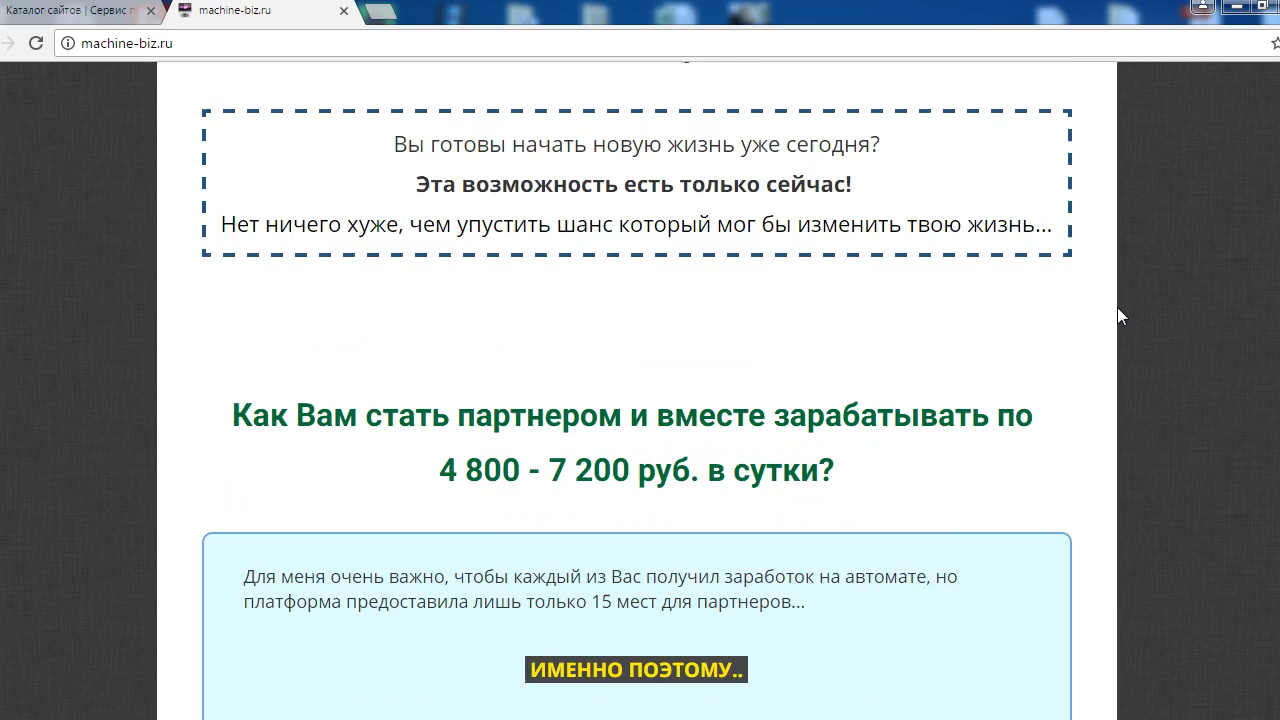 Каталог сайтов | Сервис п
machine-biz.ru
machine-biz.ru
Вы готовы начать новую жизнь уже сегодня?
Эта возможность есть только сейчас!
Нет ничего хуже, чем упустить шанс который мог бы изменить твою жизнь...
Как Вам стать партнером и вместе зарабатывать по
4 800 - 7 200 руб. в сутки?
Для меня очень важно, чтобы каждый из Вас получил заработок на автомате, но
платформа предоставила лишь только 15 мест для партнеров...
ИМЕННО ПОЭТОМУ..